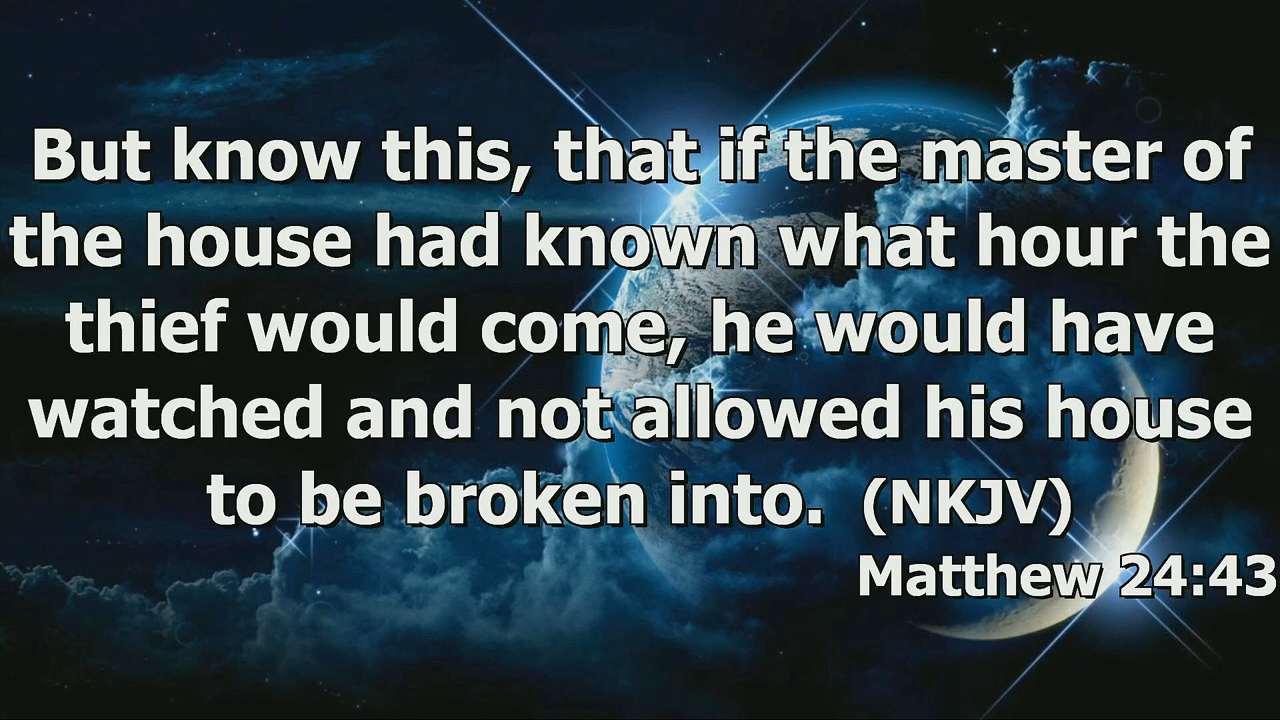 But know this, that if the master of
the house had known what hour the
thief would come, he would have
watched and not allowed his house
to be broken into. (NKJV)
Matthew 24:43